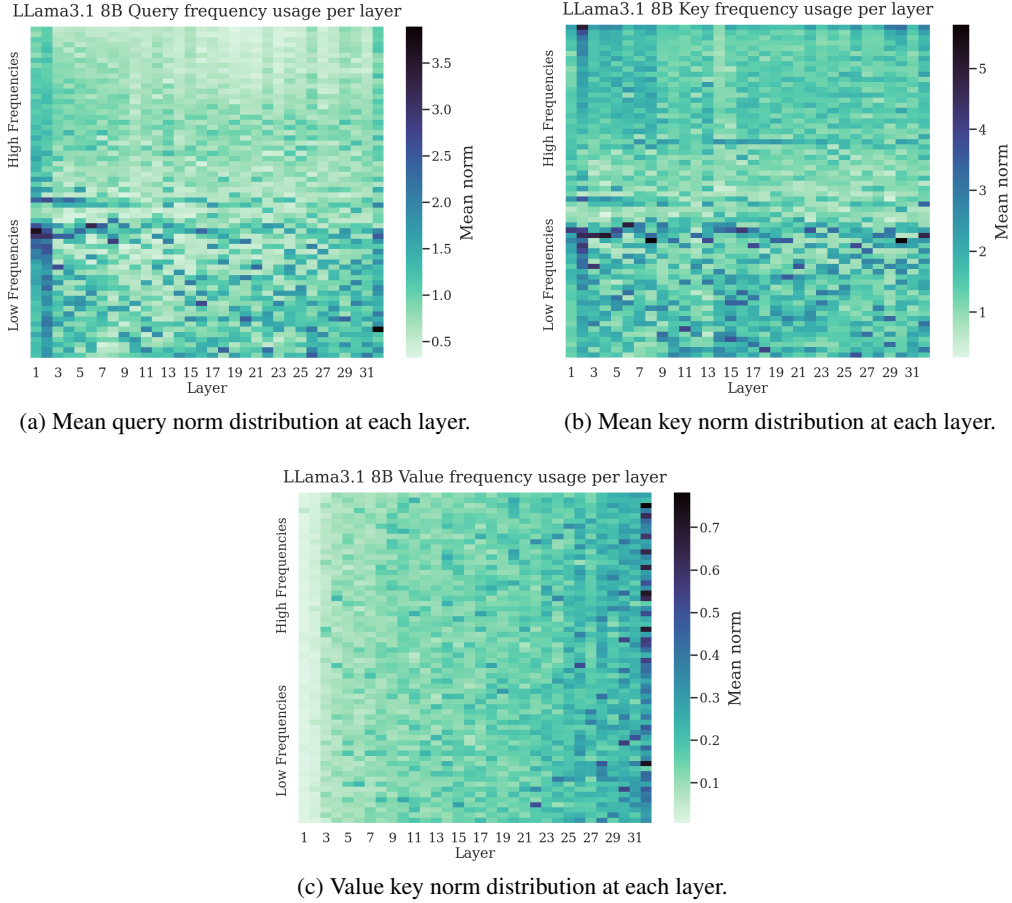 LLama3.1 8B Query frequency usage per layer
High Frequencies
Low Frequencies
3.5
3.0
2.5
2.0
1.5
1.0
0.5
Mean norm
1 3 5 7 9 11 13 15 17 19 21 23 25 27 29 31
Layer
(a) Mean query norm distribution at each layer.
LLama3.1 8B Key frequency usage per layer
High Frequencies
Low Frequencies
5
4
3
2
1
Mean norm
1 3 5 7 9 11 13 15 17 19 21 23 25 27 29 31
Layer
(b) Mean key norm distribution at each layer.
LLama3.1 8B Value frequency usage per layer
High Frequencies
Low Frequencies
0.7
0.6
0.5
0.4
0.3
0.2
0.1
Mean norm
1 3 5 7 9 11 13 15 17 19 21 23 25 27 29 31
Layer
(c) Value key norm distribution at each layer.